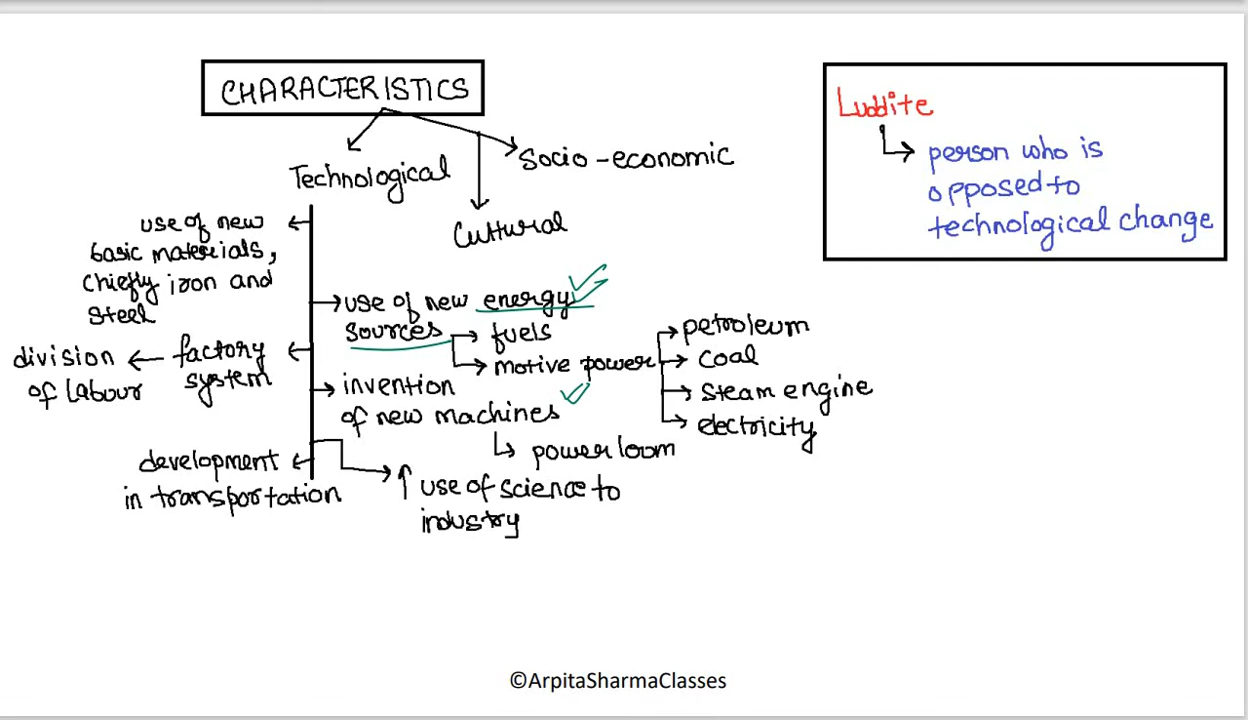 CHARACTERISTICS
Technological
Socio-economic
Cultural
use of new
basic materials,
chiefly iron and
steel
factory
system
division
of labour
development
in transportation
use of new energy
sources
fuels
motive power
petroleum
coal
steam engine
electricity
invention
of new machines
power loom
↑ use of science to
industry
Luddite
person who is
opposed to
technological change
©ArpitaSharmaClasses